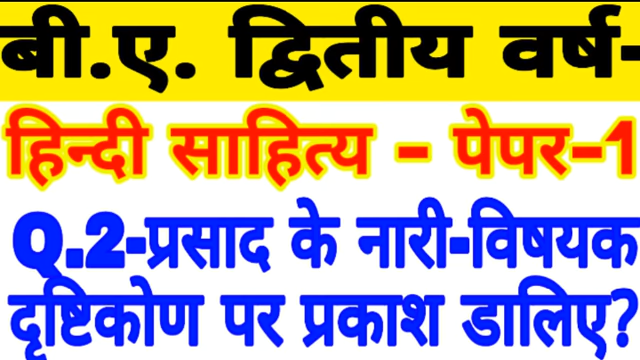 बी.ए. द्वितीय वर्ष-
हिन्दी साहित्य - पेपर-1
Q.2-प्रसाद के नारी-विषयक
दृष्टिकोण पर प्रकाश डालिए?